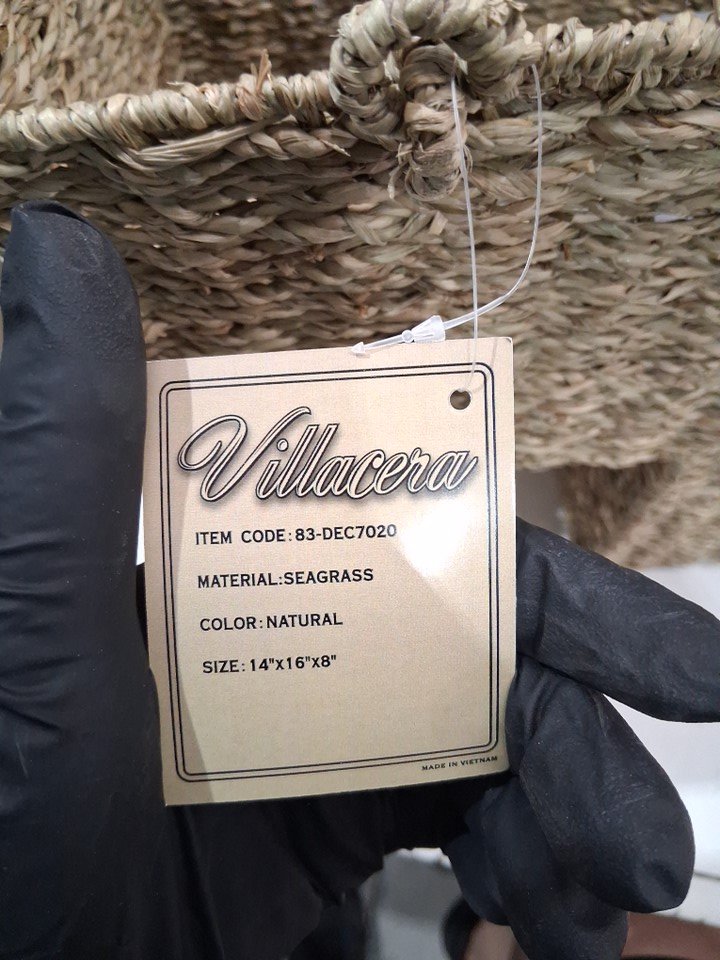 Villacera
ITEM CODE:83-DEC7020
MATERIAL:SEAGRASS
COLOR:NATURAL
SIZE:14"x16"x8"
MADE IN VIETNAM